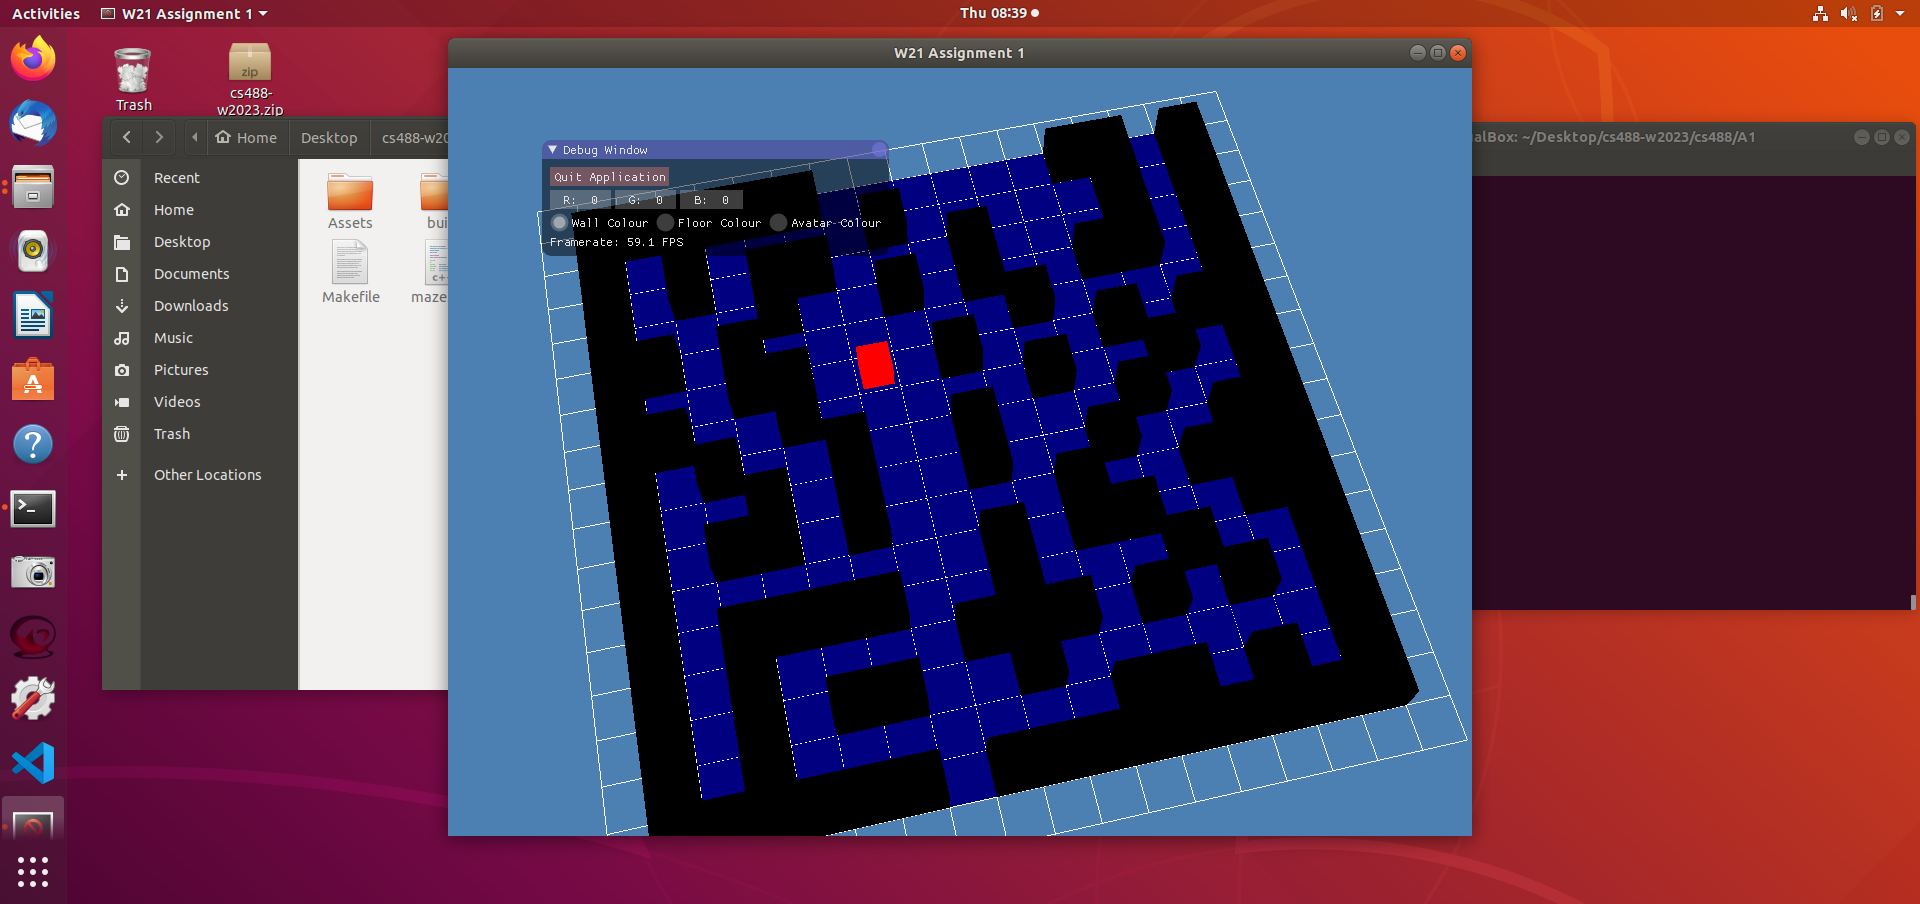 Activities
W21 Assignment 1
Thu 08:39
Trash
zip
cs488-
w2023.zip
Home
Desktop
cs488-w20
Recent
Home
Desktop
Documents
Downloads
Music
Pictures
Videos
Trash
Other Locations
Assets
bui
Makefile
c+
maze
W21 Assignment 1
Debug Window
Quit Application
R: 0 G: 0 B: 0
Wall Colour Floor Colour Avatar Colour
Framerate: 59.1 FPS
ualBox: ~/Desktop/cs488-w2023/cs488/A1